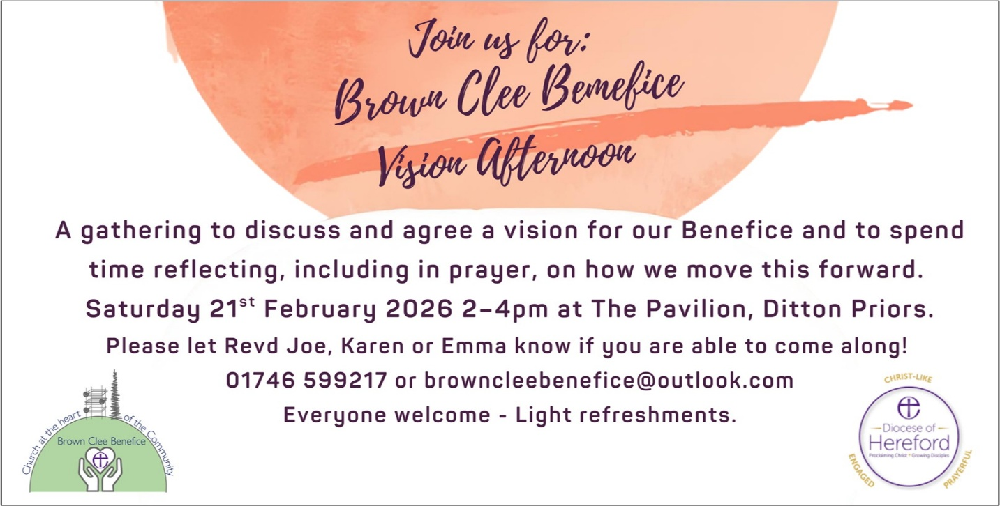 Join us for:
Brown Clee Bemefice
Vision Afternoon
A gathering to discuss and agree a vision for our Benefice and to spend
time reflecting, including in prayer, on how we move this forward.
Saturday 21st February 2026 2–4pm at The Pavilion, Ditton Priors.
Please let Revd Joe, Karen or Emma know if you are able to come along!
01746 599217 or browncleebenefice@outlook.com
Everyone welcome - Light refreshments.
Church at the heart of the Community
Brown Clee Benefice
CHRIST-LIKE
Diocese of
Hereford
Proclaiming Christ + Growing Disciples
ENGAGED
PRAYERFUL